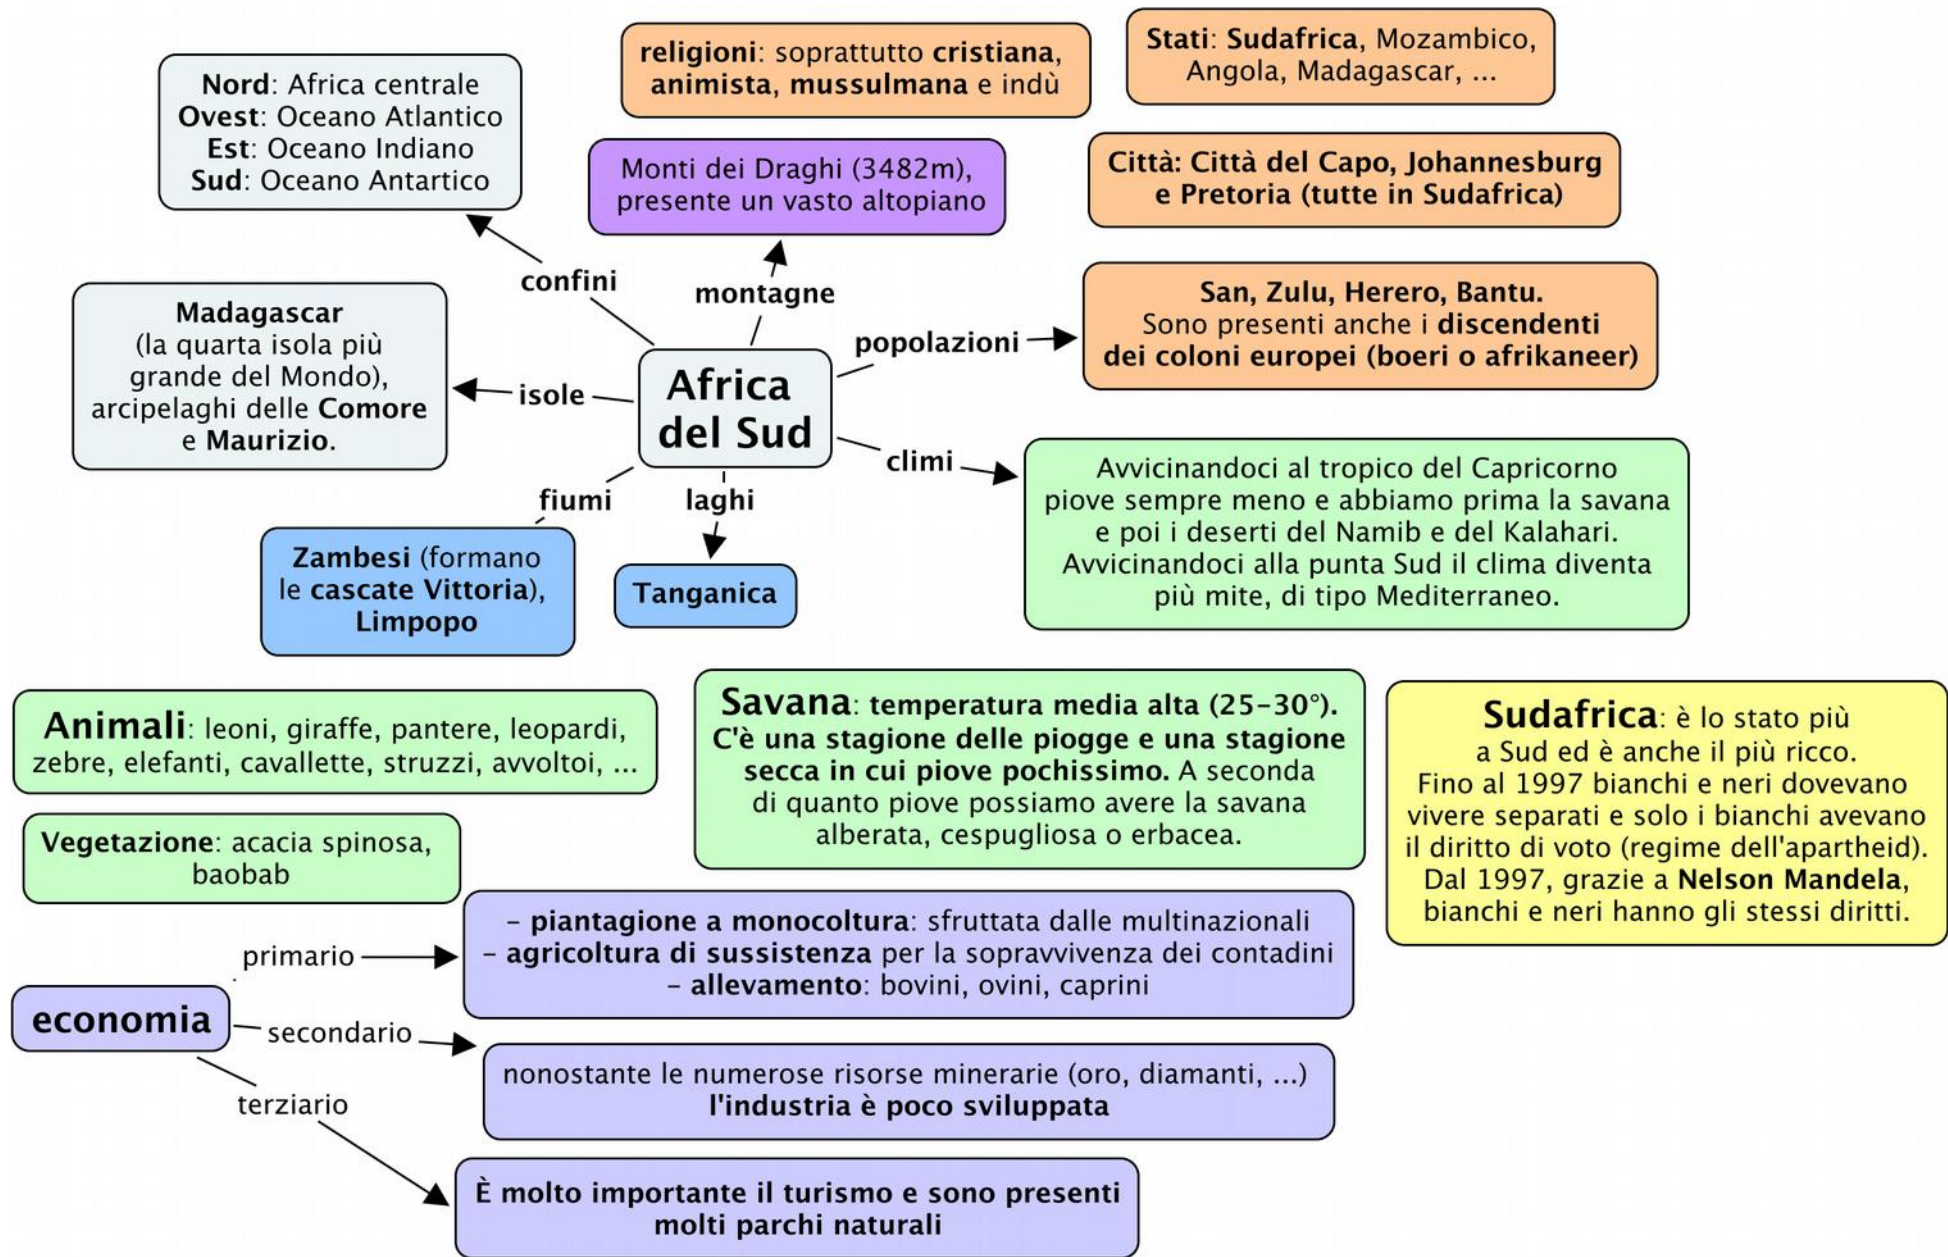 religioni: soprattutto cristiana,
animista, mussulmana e indù
Stati: Sudafrica, Mozambico,
Angola, Madagascar, ...
Nord: Africa centrale
Ovest: Oceano Atlantico
Est: Oceano Indiano
Sud: Oceano Antartico
Monti dei Draghi (3482m),
presente un vasto altopiano
Città: Città del Capo, Johannesburg
e Pretoria (tutte in Sudafrica)
confini
montagne
popolazioni
San, Zulu, Herero, Bantu.
Sono presenti anche i discendenti
dei coloni europei (boeri o afrikaneer)
Madagascar
(la quarta isola più
grande del Mondo),
arcipelaghi delle Comore
e Maurizio.
isole
Africa
del Sud
climi
Avvicinandoci al tropico del Capricorno
piove sempre meno e abbiamo prima la savana
e poi i deserti del Namib e del Kalahari.
Avvicinandoci alla punta Sud il clima diventa
più mite, di tipo Mediterraneo.
fiumi
laghi
Zambesi (formano
le cascate Vittoria),
Limpopo
Tanganica
Animali: leoni, giraffe, pantere, leopardi,
zebre, elefanti, cavallette, struzzi, avvoltoi, ...
Savana: temperatura media alta (25-30°).
C'è una stagione delle piogge e una stagione
secca in cui piove pochissimo. A seconda
di quanto piove possiamo avere la savana
alberata, cespugliosa o erbacea.
Sudafrica: è lo stato più
a Sud ed è anche il più ricco.
Fino al 1997 bianchi e neri dovevano
vivere separati e solo i bianchi avevano
il diritto di voto (regime dell'apartheid).
Dal 1997, grazie a Nelson Mandela,
bianchi e neri hanno gli stessi diritti.
Vegetazione: acacia spinosa,
baobab
economia
primario
- piantagione a monocoltura: sfruttata dalle multinazionali
- agricoltura di sussistenza per la sopravvivenza dei contadini
- allevamento: bovini, ovini, caprini
secondario
nonostante le numerose risorse minerarie (oro, diamanti, ...)
l'industria è poco sviluppata
terziario
È molto importante il turismo e sono presenti
molti parchi naturali